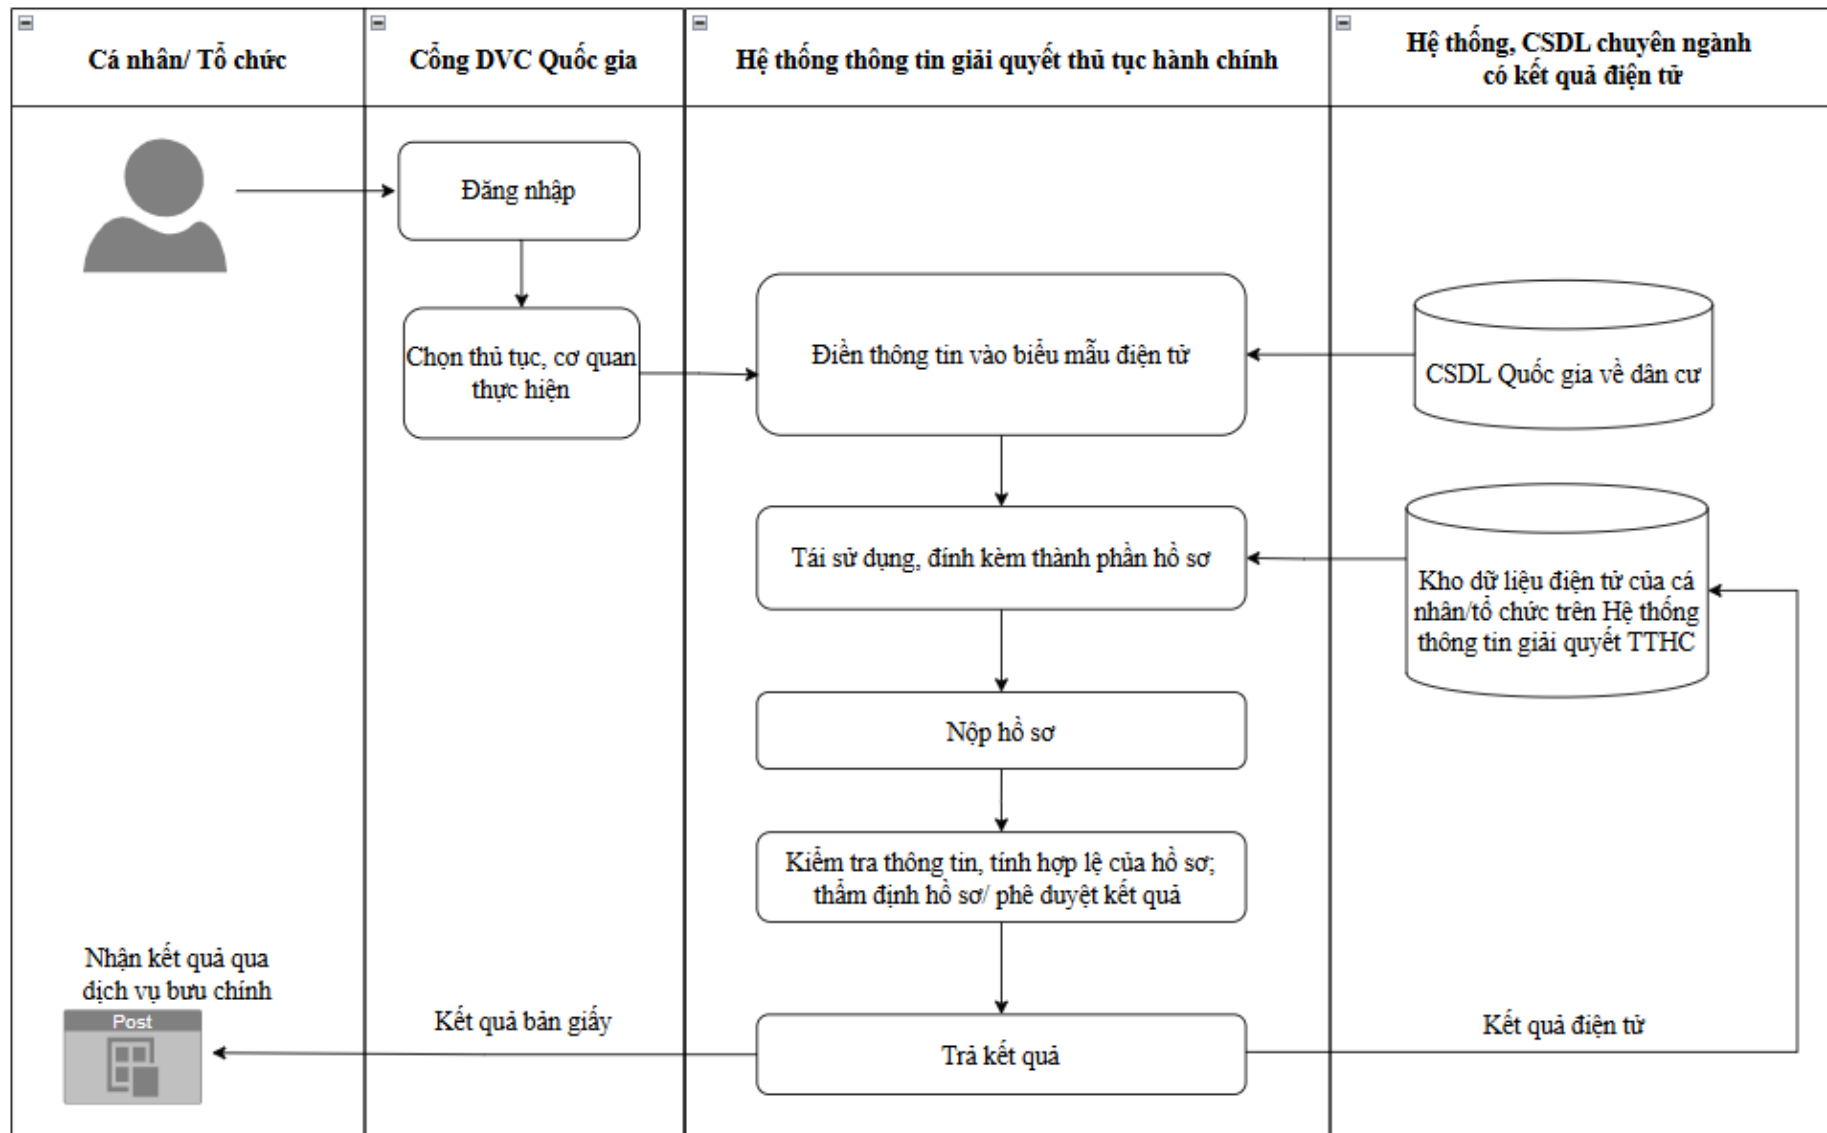 Cá nhân/ Tổ chức
Cổng DVC Quốc gia
Hệ thống thông tin giải quyết thủ tục hành chính
Hệ thống, CSDL chuyên ngành
có kết quả điện tử
Đăng nhập
Chọn thủ tục, cơ quan
thực hiện
Điền thông tin vào biểu mẫu điện tử
CSDL Quốc gia về dân cư
Tái sử dụng, đính kèm thành phần hồ sơ
Kho dữ liệu điện tử của cá
nhân/tổ chức trên Hệ thống
thông tin giải quyết TTHC
Nộp hồ sơ
Kiểm tra thông tin, tính hợp lệ của hồ sơ;
thẩm định hồ sơ/ phê duyệt kết quả
Nhận kết quả qua
dịch vụ bưu chính
Post
Kết quả bản giấy
Trả kết quả
Kết quả điện tử